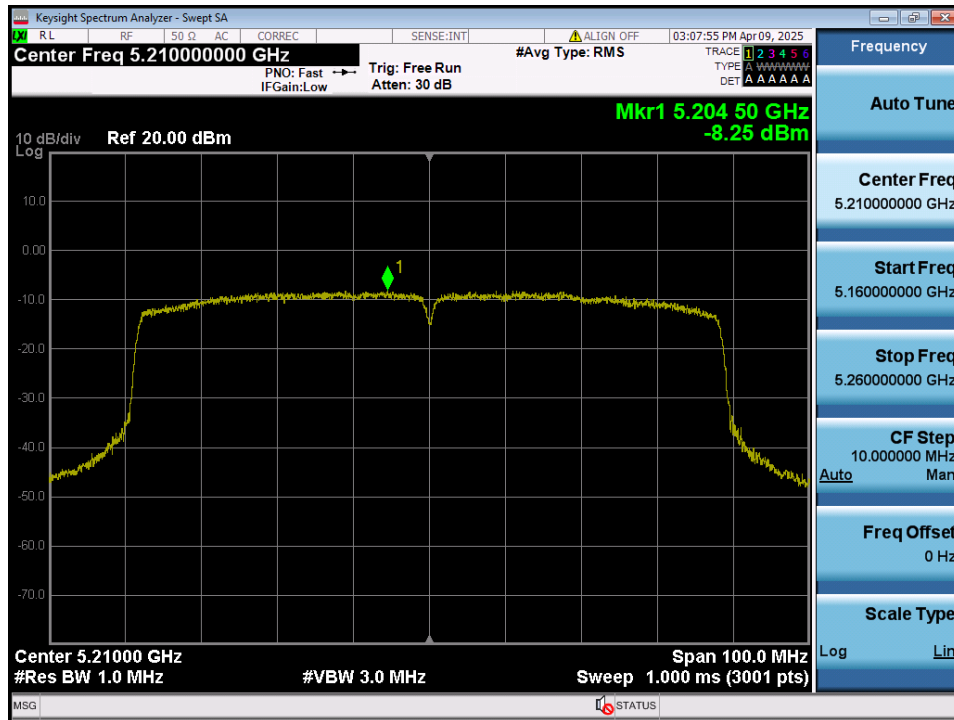 Keysight Spectrum Analyzer - Swept SA
LXI RL RF 50 Ω AC CORREC SENSE:INT ALIGN OFF 03:07:55 PM Apr 09, 2025
Center Freq 5.210000000 GHz #Avg Type: RMS TRACE 1 2 3 4 5 6
PNO: Fast Trig: Free Run TYPE A WWWWW
IFGain:Low Atten: 30 dB DET A A A A A A
Mkr1 5.204 50 GHz
-8.25 dBm
10 dB/div Ref 20.00 dBm
Log
10.0
0.00
-10.0
-20.0
-30.0
-40.0
-50.0
-60.0
-70.0
1
Center 5.21000 GHz Span 100.0 MHz
#Res BW 1.0 MHz #VBW 3.0 MHz Sweep 1.000 ms (3001 pts)
MSG STATUS
Frequency
Auto Tune
Center Freq
5.210000000 GHz
Start Freq
5.160000000 GHz
Stop Freq
5.260000000 GHz
CF Step
10.000000 MHz
Auto Man
Freq Offset
0 Hz
Scale Type
Log Lin